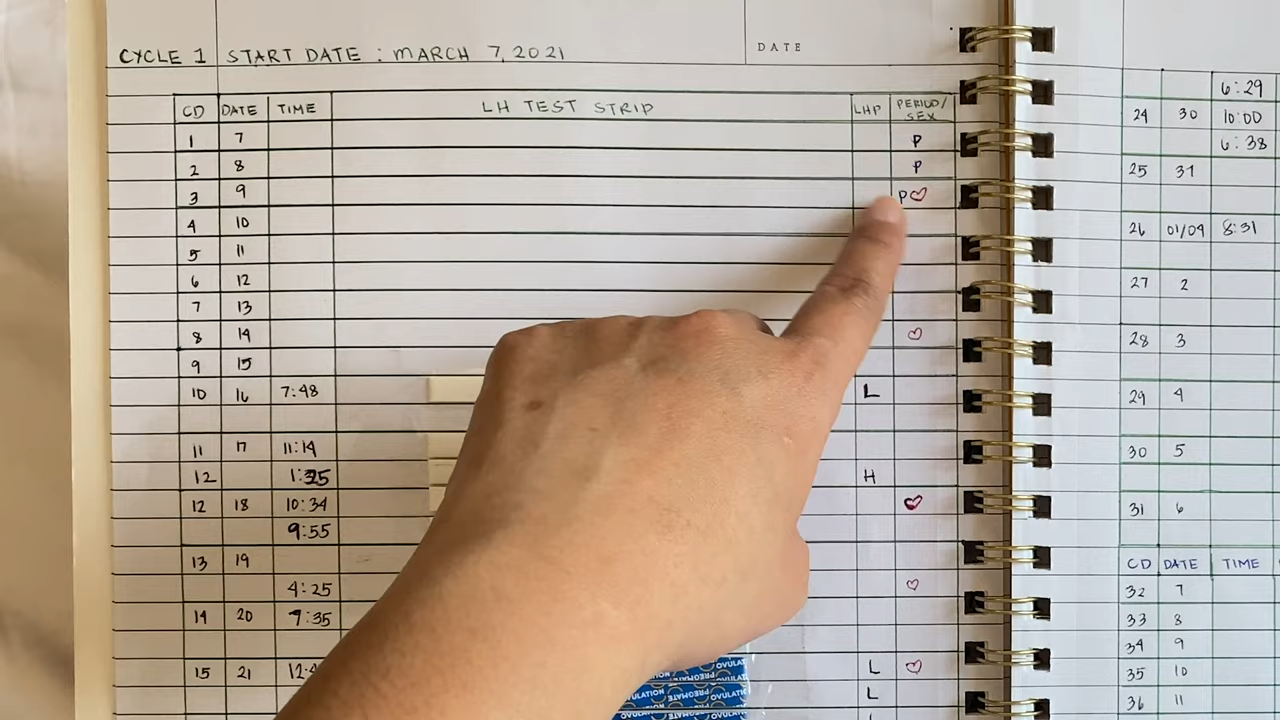 CYCLE 1 START DATE : MARCH 7, 2021 DATE
CD DATE TIME LH TEST STRIP LHP PERIOD/SEX
1 7 P
2 8 P
3 9 P
4 10
5 11
6 12
7 13
8 14
9 15
10 16 7:48 L
11 17 11:14
12 H
12 18 10:34
9:55
13 19
4:25
14 20 7:35
15 21 L
L
6:29
24 30 10:00
6:38
25 31
26 8:31
27 2
28 3
29 4
30 5
31 6
CD DATE TIME
32 7
33 8
34 9
35 10
36 11
OVULATION
PREGMATE